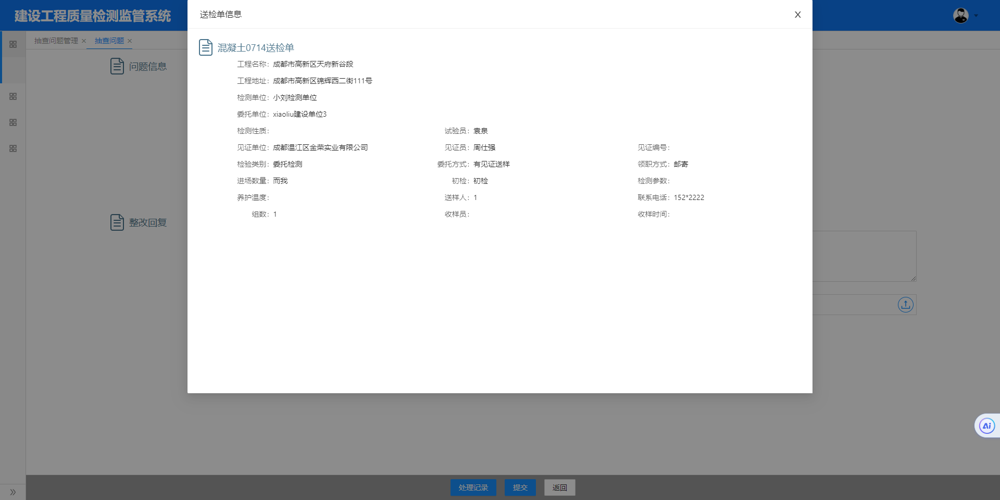 建设工程质量检测监管系统
送检单信息
X
抽查问题管理 ×
抽查问题 ×
混凝土0714送检单
问题信息
工程名称：成都市高新区天府新谷段
工程地址：成都市高新区锦辉西二街111号
检测单位：小刘检测单位
委托单位：xiaoliu建设单位3
检测性质： 试验员：袁泉
见证单位：成都温江区金荣实业有限公司 见证员：周仕强 见证编号：
检验类别：委托检测 委托方式：有见证送样 领职方式：邮寄
进场数量：而我 初检：初检 检测参数：
养护温度： 送样人：1 联系电话：152*2222
组数：1 收样员： 收样时间：
整改回复
Ai
处理记录 提交 返回